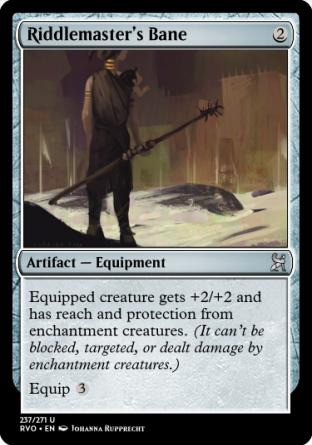 Riddlemaster's Bane 2
Artifact — Equipment
Equipped creature gets +2/+2 and
has reach and protection from
enchantment creatures. (It can't be
blocked, targeted, or dealt damage by
enchantment creatures.)
Equip 3
237/271 U
RVO • EN Johanna Rupprecht